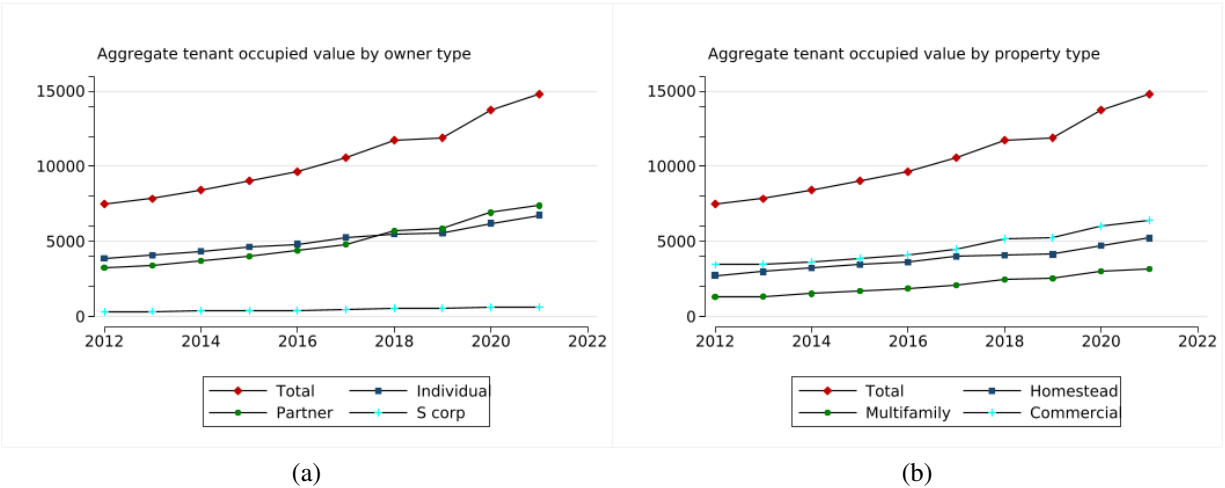 Aggregate tenant occupied value by owner type
15000
10000
5000
0
2012 2014 2016 2018 2020 2022
Total Individual
Partner S corp
(a)
Aggregate tenant occupied value by property type
15000
10000
5000
0
2012 2014 2016 2018 2020 2022
Total Homestead
Multifamily Commercial
(b)